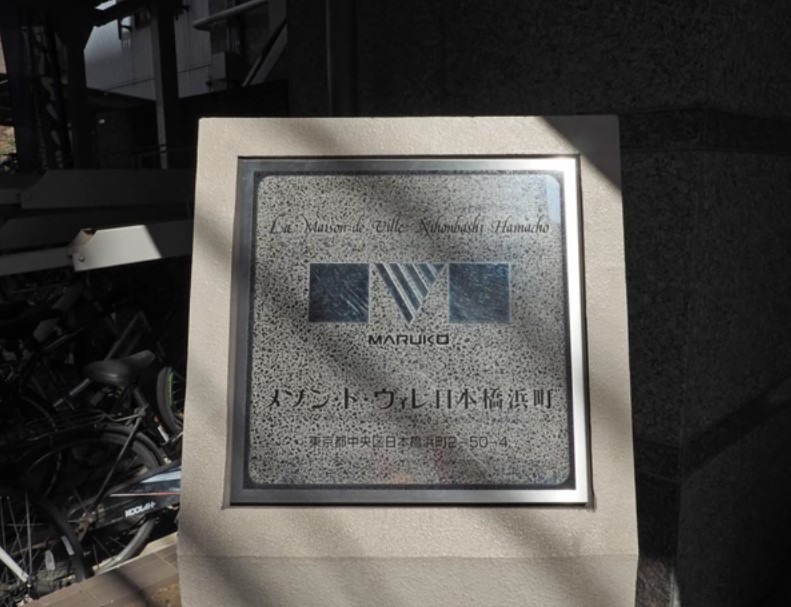 La Maison de Ville Nihonbashi Hamacho
MARUKO
メゾン・ド・ヴィレ日本橋浜町
東京都中央区日本橋浜町2-50-4